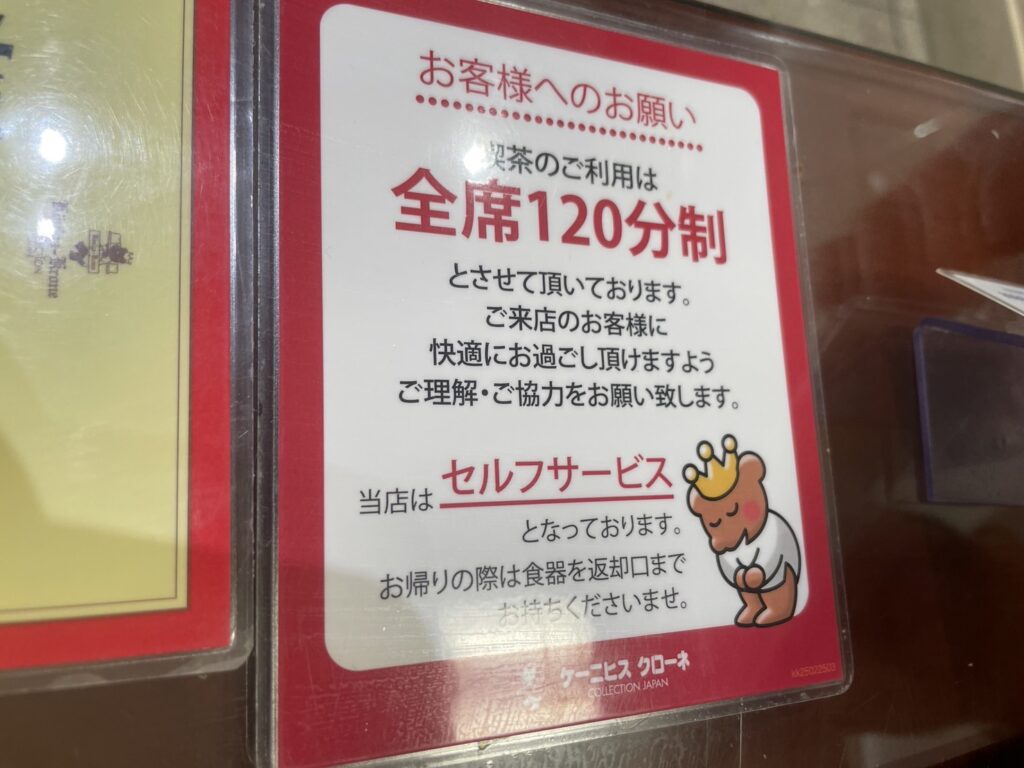 お客様へのお願い
喫茶のご利用は
全席120分制
とさせて頂いております。
ご来店のお客様に
快適にお過ごし頂けますよう
ご理解・ご協力をお願い致します。
当店は セルフサービス
となっております。
お帰りの際は食器を返却口まで
お持ちくださいませ。
ケーニヒス クローネ
COLLECTION JAPAN